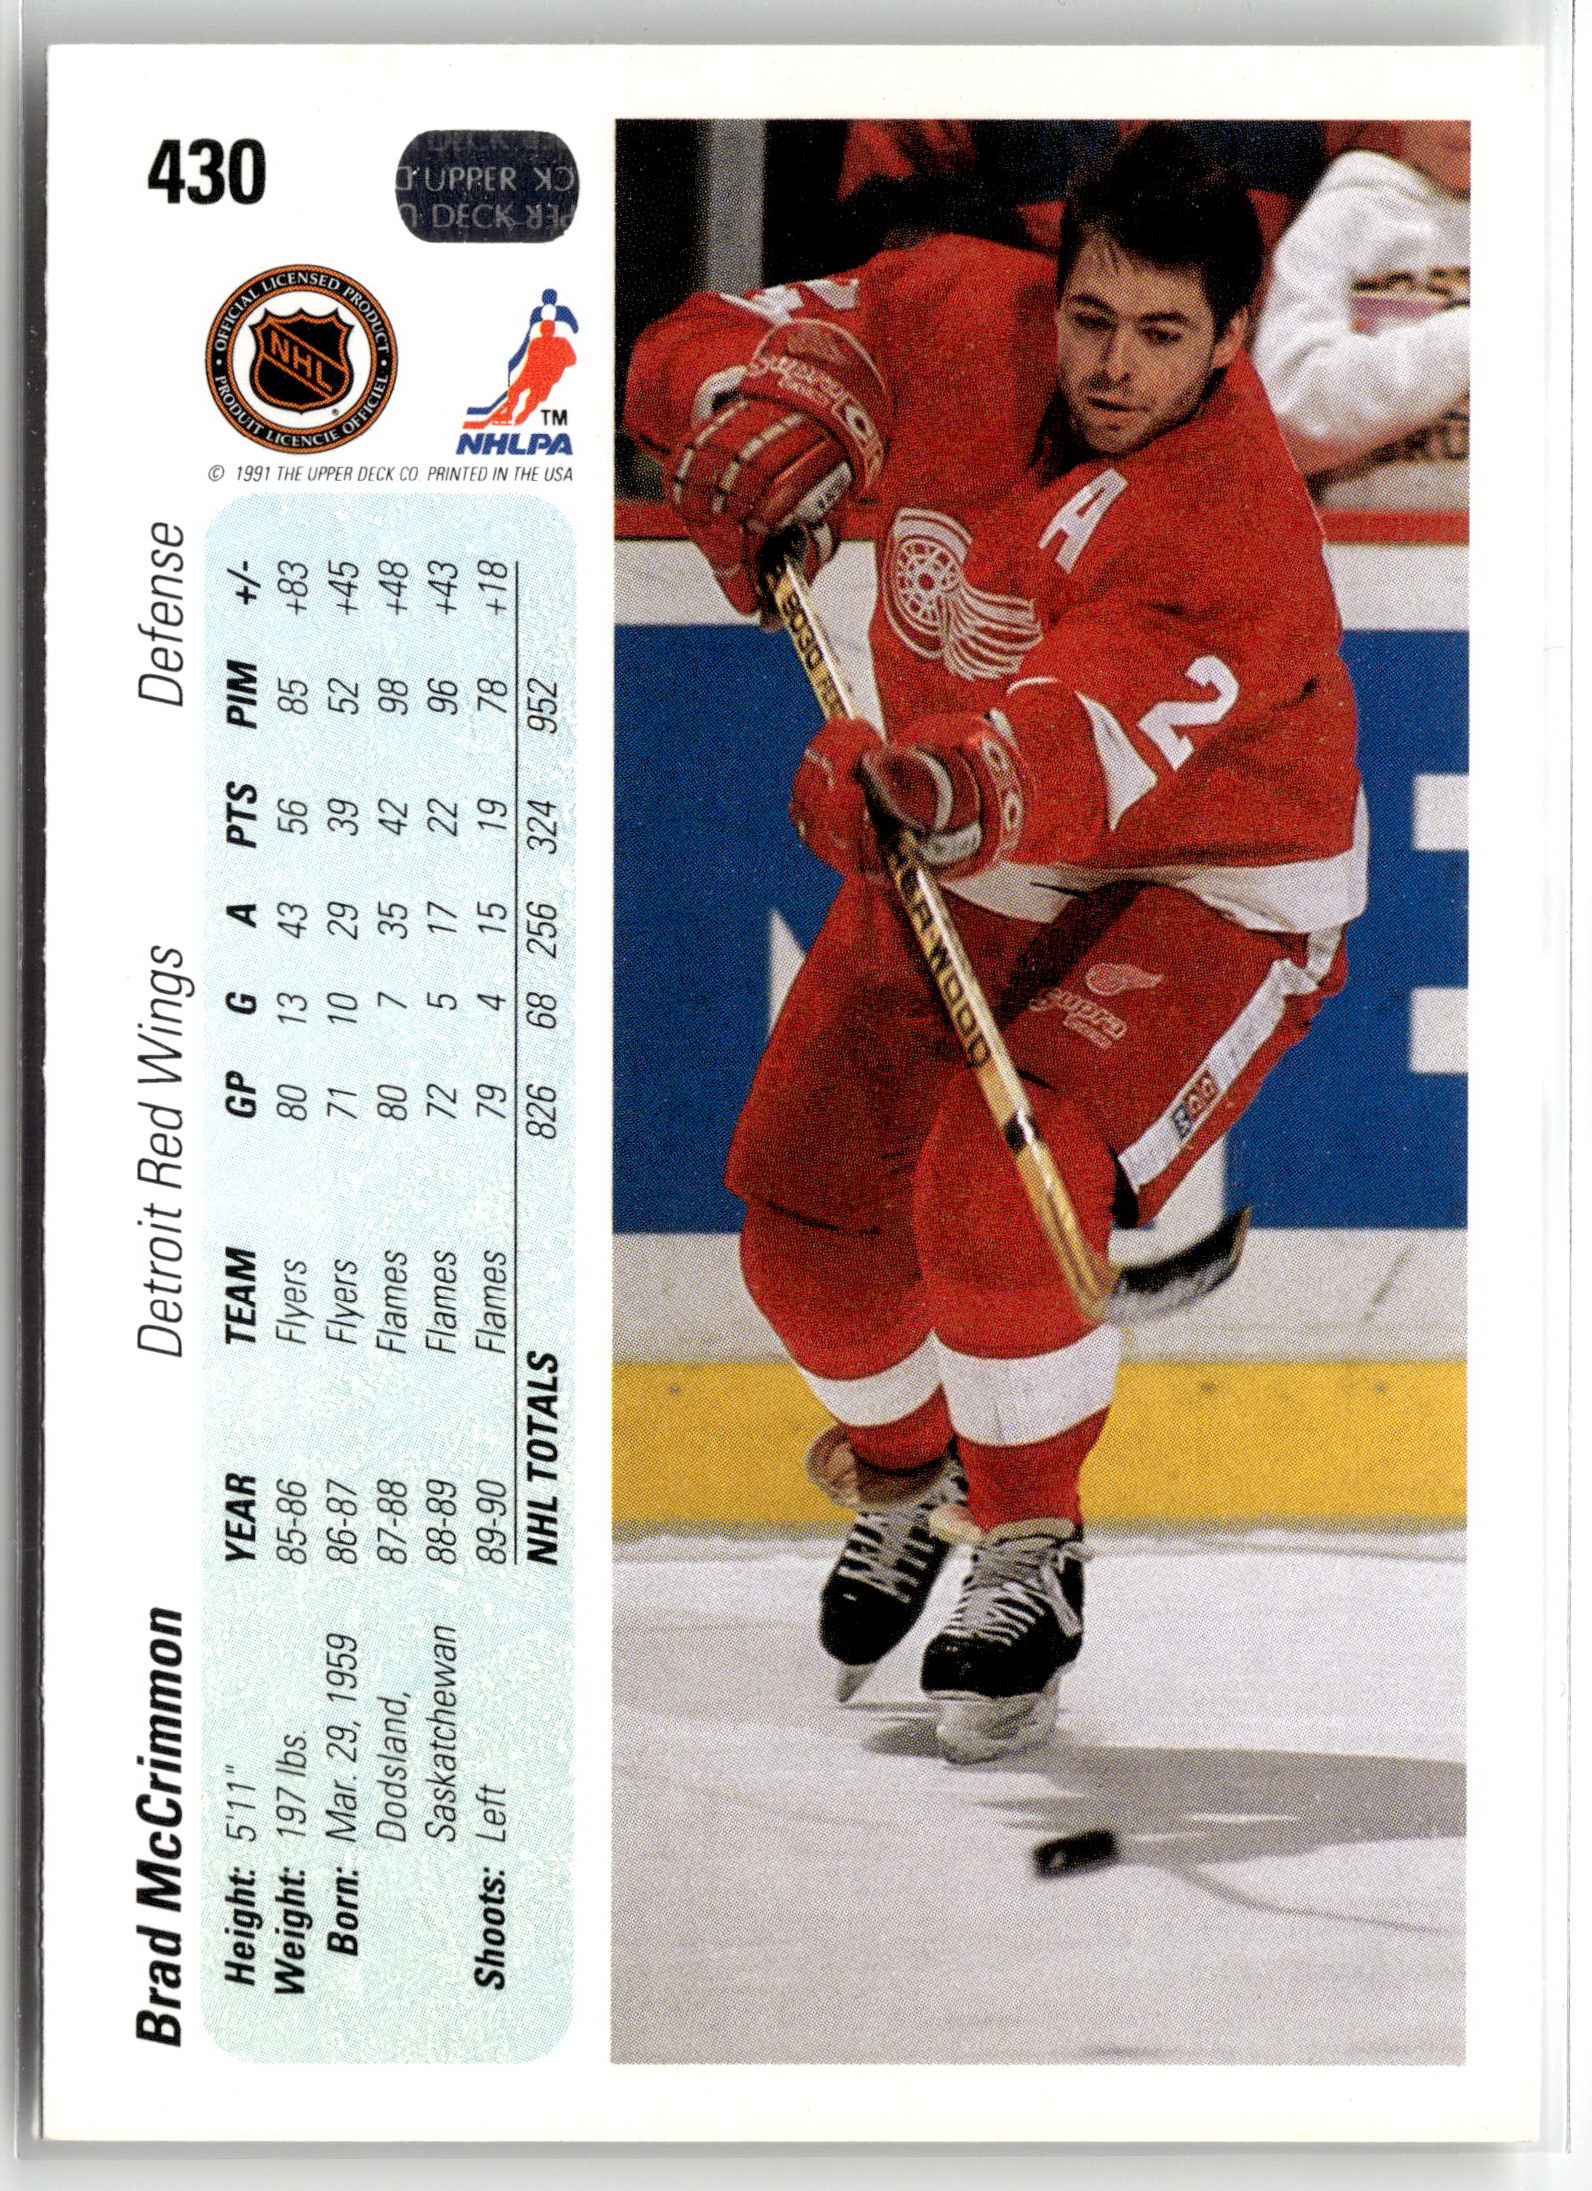 430
UPPER
DECK
OFFICIAL LICENSED PRODUCT
NHL
PRODUIT LICENCIE OFFICIEL
TM
NHLPA
© 1991 THE UPPER DECK CO. PRINTED IN THE USA
Brad McCrimmon Detroit Red Wings Defense
Height: 5'11"
Weight: 197 lbs.
Born: Mar. 29, 1959
Dodsland,
Saskatchewan
Shoots: Left
YEAR TEAM GP G A PTS PIM +/-
85-86 Flyers 80 13 43 56 85 +83
86-87 Flyers 71 10 29 39 52 +45
87-88 Flames 80 7 35 42 98 +48
88-89 Flames 72 5 17 22 96 +43
89-90 Flames 79 4 15 19 78 +18
NHL TOTALS 826 68 256 324 952
A
2
Supra
9030
Supra